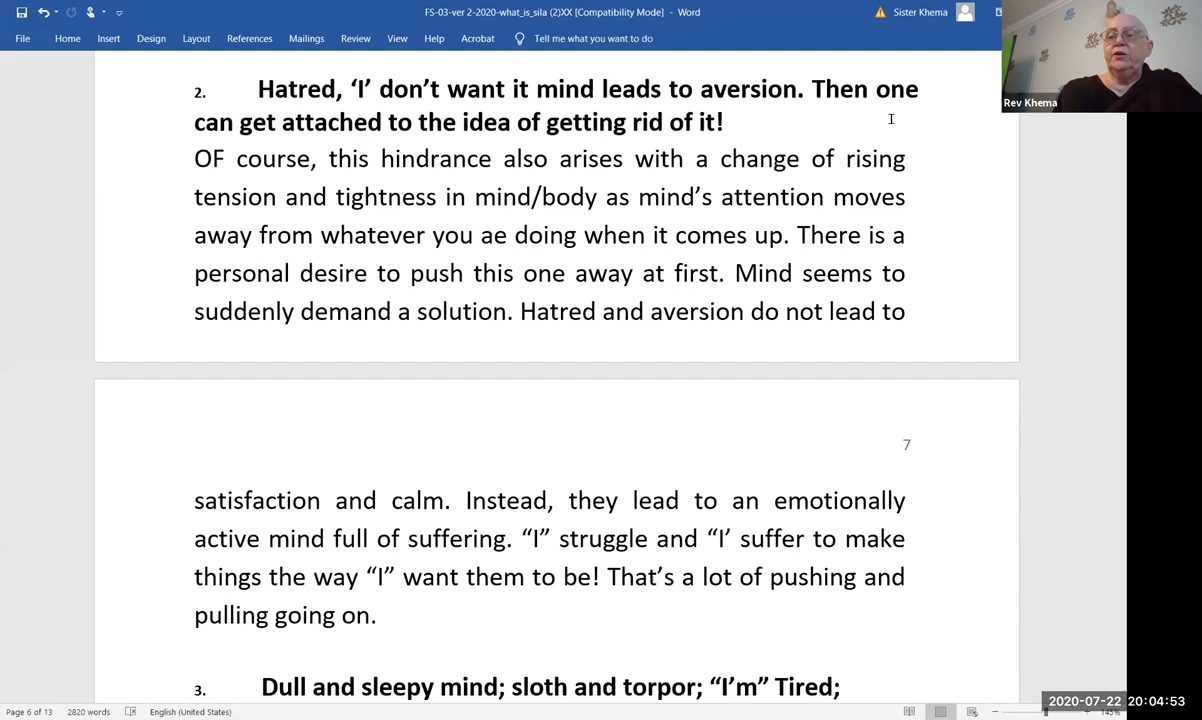 FS-03-ver 2-2020-what_is_sila (2)XX [Compatibility Mode] - Word
Sister Khema
File Home Insert Design Layout References Mailings Review View Help Acrobat Tell me what you want to do
Rev Khema
2. Hatred, ‘I’ don’t want it mind leads to aversion. Then one
can get attached to the idea of getting rid of it!
OF course, this hindrance also arises with a change of rising
tension and tightness in mind/body as mind’s attention moves
away from whatever you ae doing when it comes up. There is a
personal desire to push this one away at first. Mind seems to
suddenly demand a solution. Hatred and aversion do not lead to
7
satisfaction and calm. Instead, they lead to an emotionally
active mind full of suffering. “I” struggle and “I’ suffer to make
things the way “I” want them to be! That’s a lot of pushing and
pulling going on.
3. Dull and sleepy mind; sloth and torpor; “I’m” Tired;
2020-07-22 20:04:53
Page 6 of 13 2820 words English (United States) 145%